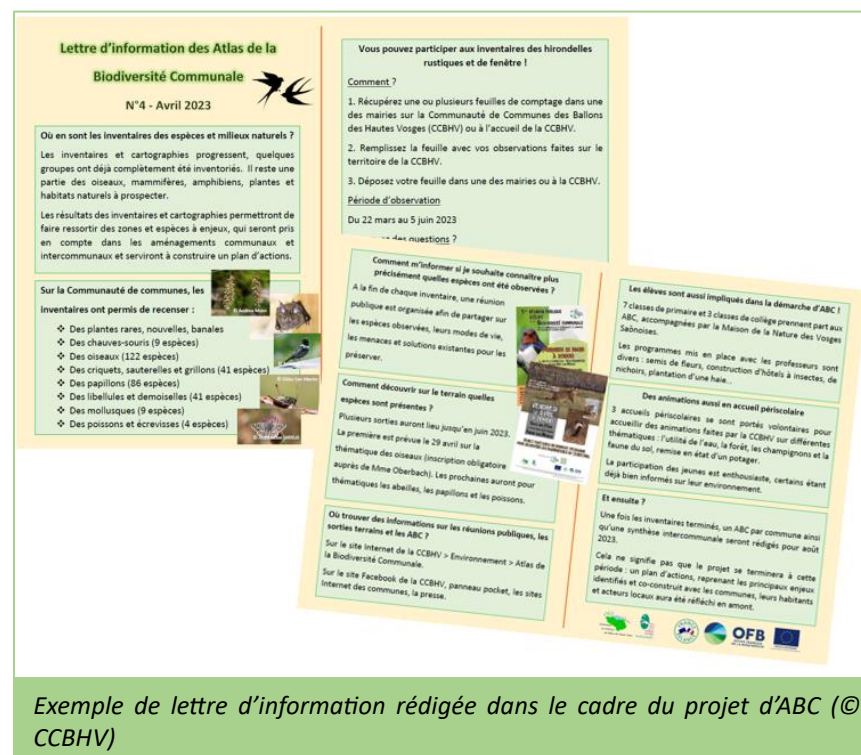 Lettre d’information des Atlas de la
Biodiversité Communale
N°4 - Avril 2023
Où en sont les inventaires des espèces et milieux naturels ?
Les inventaires et cartographies progressent, quelques
groupes ont déjà complètement été inventoriés. Il reste une
partie des oiseaux, mammifères, amphibiens, plantes et
habitats naturels à prospecter.
Les résultats des inventaires et cartographies permettront de
faire ressortir des zones et espèces à enjeux, qui seront pris
en compte dans les aménagements communaux et
intercommunaux et serviront à construire un plan d’actions.
Sur la Communauté de communes, les
inventaires ont permis de recenser :
❖ Des plantes rares, nouvelles, banales
❖ Des chauves-souris (9 espèces)
❖ Des oiseaux (122 espèces)
❖ Des criquets, sauterelles et grillons (41 espèces)
❖ Des papillons (86 espèces)
❖ Des libellules et demoiselles (41 espèces)
❖ Des mollusques (9 espèces)
❖ Des poissons et écrevisses (4 espèces)
Vous pouvez participer aux inventaires des hirondelles
rustiques et de fenêtre !
Comment ?
1. Récupérez une ou plusieurs feuilles de comptage dans une
des mairies sur la Communauté de Communes des Ballons
des Hautes Vosges (CCBHV) ou à l’accueil de la CCBHV.
2. Remplissez la feuille avec vos observations faites sur le
territoire de la CCBHV.
3. Déposez votre feuille dans une des mairies ou à la CCBHV.
Période d’observation
Du 22 mars au 5 juin 2023
des questions ?
Comment m’informer si je souhaite connaître plus
précisément quelles espèces ont été observées ?
A la fin de chaque inventaire, une réunion
publique est organisée afin de partager sur
les espèces observées, leurs modes de vie,
les menaces et solutions existantes pour les
préserver.
Comment découvrir sur le terrain quelles
espèces sont présentes ?
Plusieurs sorties auront lieu jusqu’en juin 2023.
La première est prévue le 29 avril sur la
thématique des oiseaux (inscription obligatoire
auprès de Mme Oberbach). Les prochaines auront pour
thématiques les abeilles, les papillons et les poissons.
Où trouver des informations sur les réunions publiques, les
sorties terrains et les ABC ?
Sur le site Internet de la CCBHV > Environnement > Atlas de
la Biodiversité Communale.
Sur le site Facebook de la CCBHV, panneau pocket, les sites
Internet des communes, la presse.
Les élèves sont aussi impliqués dans la démarche d’ABC !
7 classes de primaire et 3 classes de collège prennent part aux
ABC, accompagnées par la Maison de la Nature des Vosges
Saônoises.
Les programmes mis en place avec les professeurs sont
divers : semis de fleurs, construction d’hôtels à insectes, de
nichoirs, plantation d’une haie…
Des animations aussi en accueil périscolaire
3 accueils périscolaires se sont portés volontaires pour
accueillir des animations faites par la CCBHV sur différentes
thématiques : l’utilité de l’eau, la forêt, les champignons et la
faune du sol, remise en état d’un potager.
La participation des jeunes est enthousiaste, certains étant
déjà bien informés sur leur environnement.
Et ensuite ?
Une fois les inventaires terminés, un ABC par commune ainsi
qu’une synthèse intercommunale seront rédigés pour août
2023.
Cela ne signifie pas que le projet se terminera à cette
période : un plan d’actions, reprenant les principaux enjeux
identifiés et co-construit avec les communes, leurs habitants
et acteurs locaux aura été réfléchi en amont.
OFB
Exemple de lettre d’information rédigée dans le cadre du projet d’ABC (©
CCBHV)